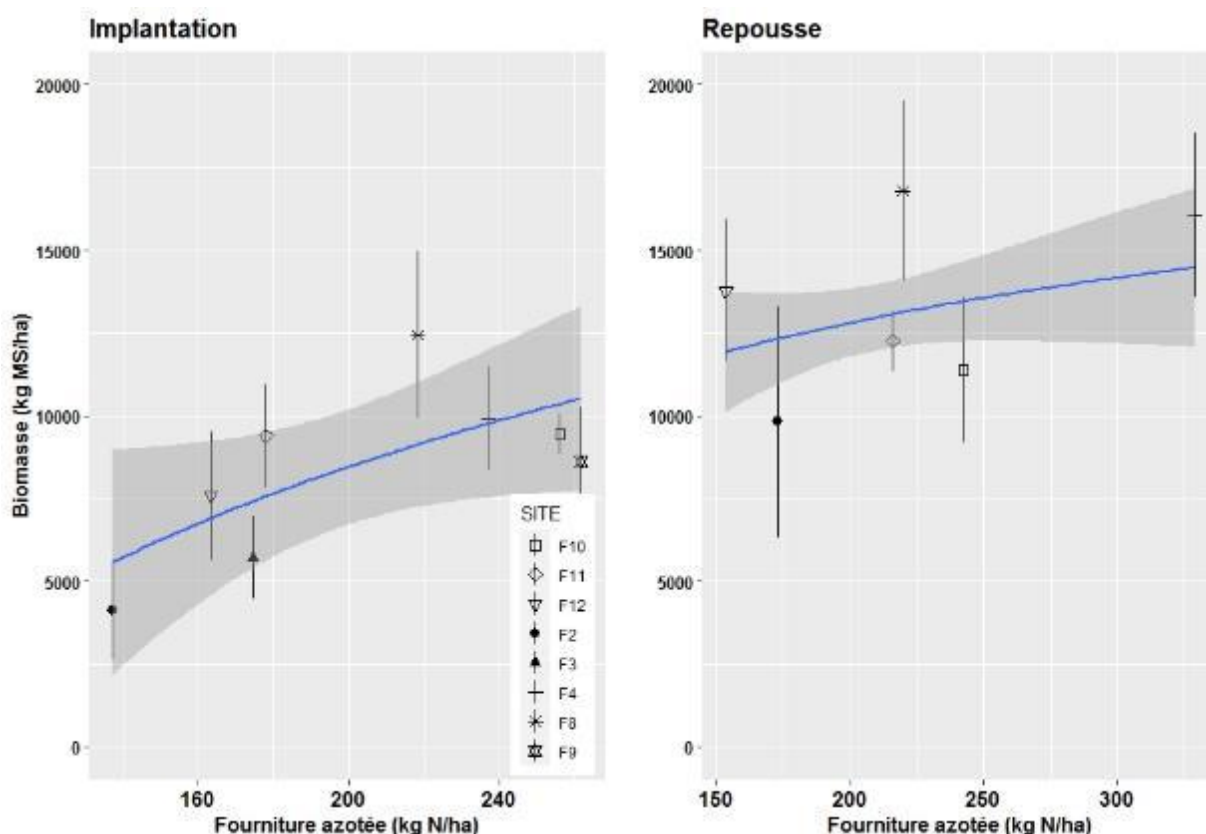 Implantation
Repousse
Biomasse (kg MS/ha)
20000
15000
10000
5000
0
160
200
240
Fourniture azotée (kg N/ha)
SITE
F10
F11
F12
F2
F3
F4
F8
F9
20000
15000
10000
5000
0
150
200
250
300
Fourniture azotée (kg N/ha)